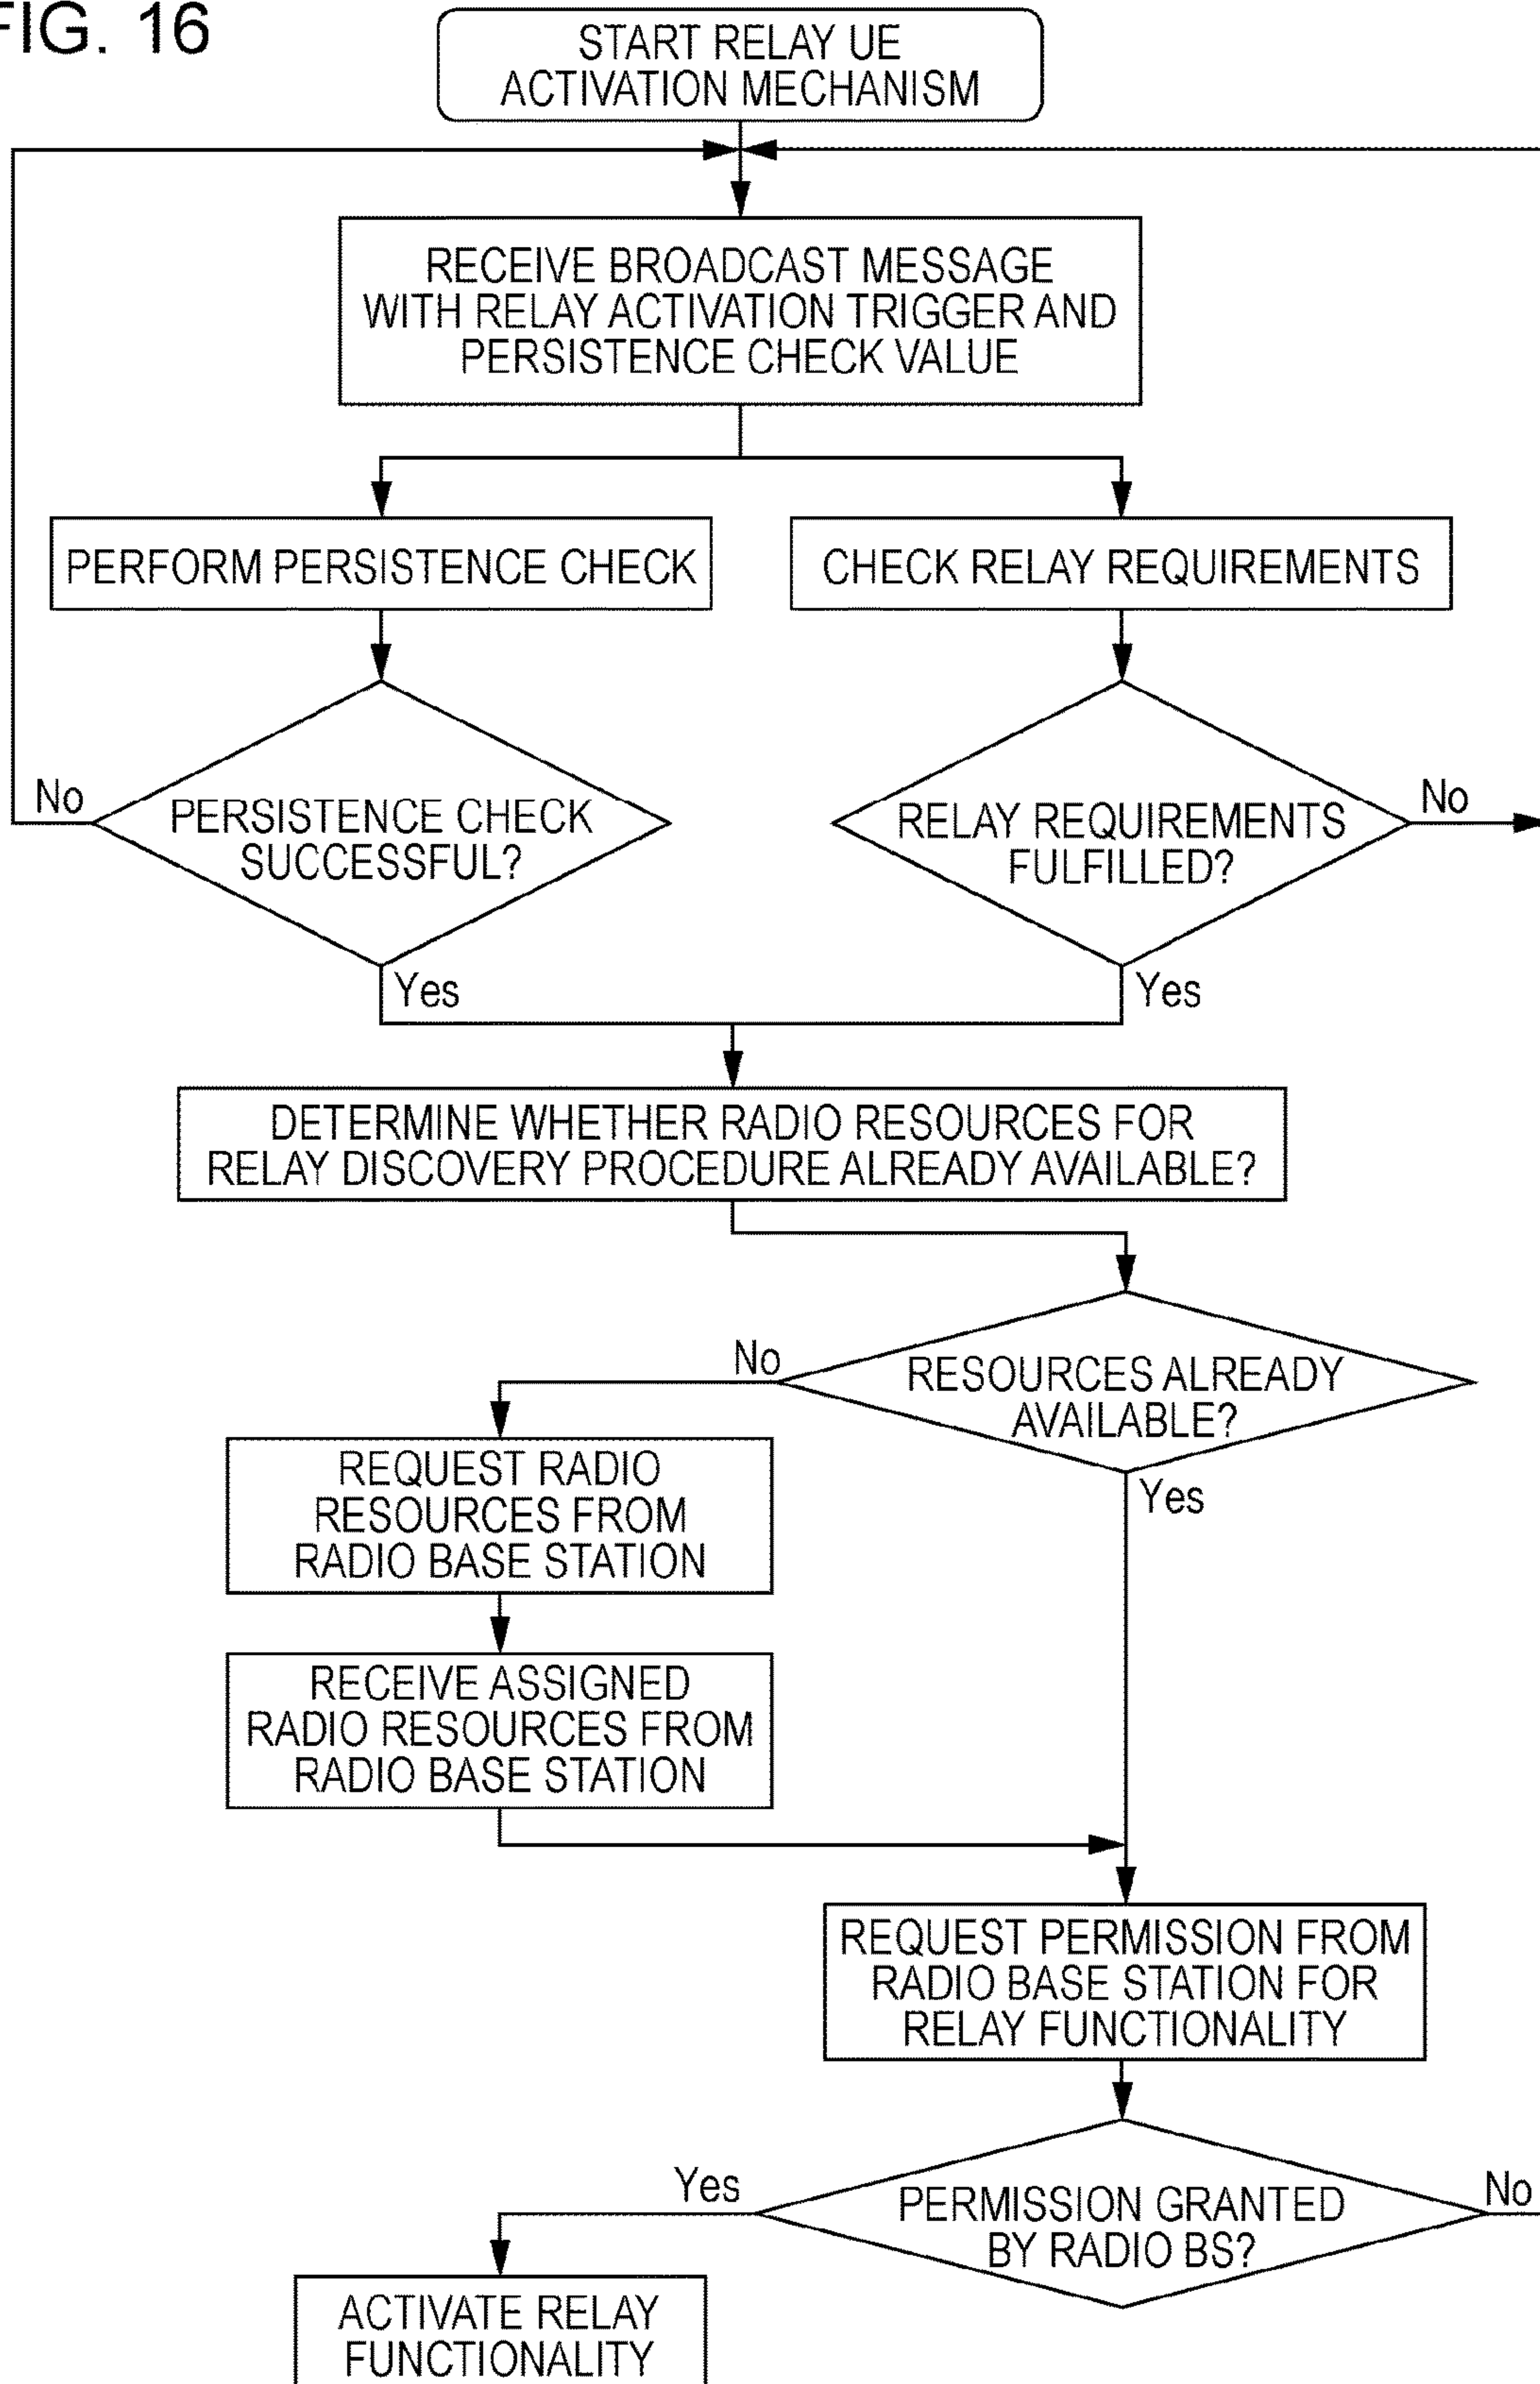 FIG. 16
START RELAY UE
ACTIVATION MECHANISM
RECEIVE BROADCAST MESSAGE
WITH RELAY ACTIVATION TRIGGER AND
PERSISTENCE CHECK VALUE
PERFORM PERSISTENCE CHECK
CHECK RELAY REQUIREMENTS
No
PERSISTENCE CHECK
SUCCESSFUL?
RELAY REQUIREMENTS
FULFILLED?
No
Yes
Yes
DETERMINE WHETHER RADIO RESOURCES FOR
RELAY DISCOVERY PROCEDURE ALREADY AVAILABLE?
No
RESOURCES ALREADY
AVAILABLE?
Yes
REQUEST RADIO
RESOURCES FROM
RADIO BASE STATION
RECEIVE ASSIGNED
RADIO RESOURCES FROM
RADIO BASE STATION
REQUEST PERMISSION FROM
RADIO BASE STATION FOR
RELAY FUNCTIONALITY
Yes
PERMISSION GRANTED
BY RADIO BS?
No
ACTIVATE RELAY
FUNCTIONALITY